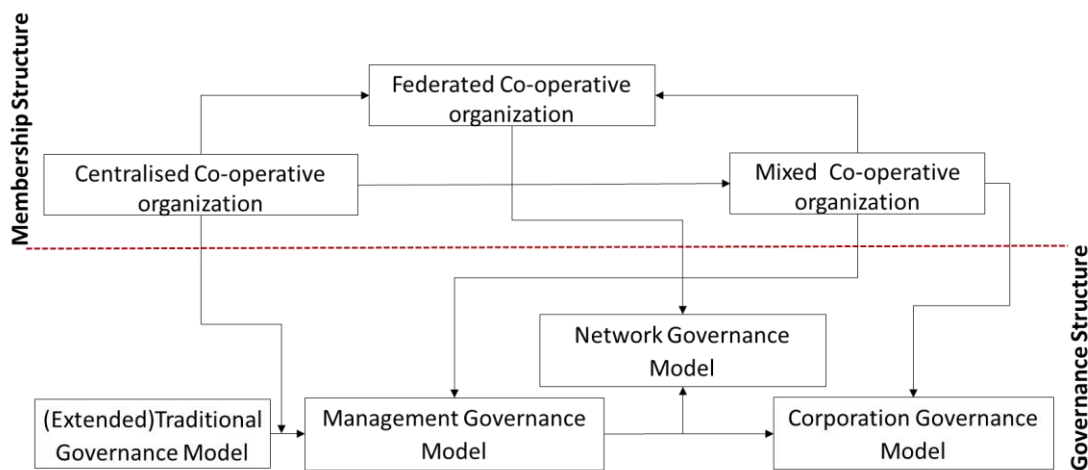 Membership Structure
Federated Co-operative
organization
Centralised Co-operative
organization
Mixed Co-operative
organization
Governance Structure
Network Governance
Model
(Extended)Traditional
Governance Model
Management Governance
Model
Corporation Governance
Model